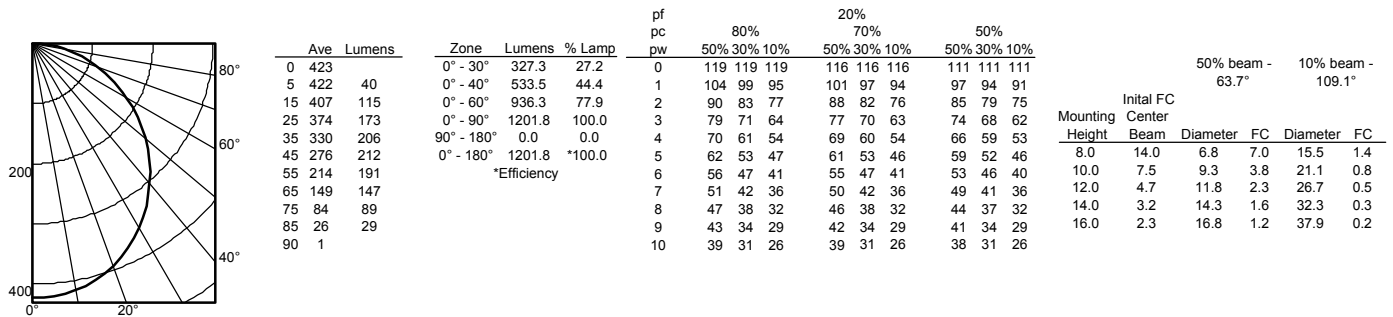 80°
60°
40°
200
400
0° 20°
Ave Lumens
0 423
5 422 40
15 407 115
25 374 173
35 330 206
45 276 212
55 214 191
65 149 147
75 84 89
85 26 29
90 1
Zone Lumens % Lamp
0° - 30° 327.3 27.2
0° - 40° 533.5 44.4
0° - 60° 936.3 77.9
0° - 90° 1201.8 100.0
90° - 180° 0.0 0.0
0° - 180° 1201.8 *100.0
*Efficiency
pf 20%
pc 80% 70% 50%
pw 50% 30% 10% 50% 30% 10% 50% 30% 10%
0 119 119 119 116 116 116 111 111 111
1 104 99 95 101 97 94 97 94 91
2 90 83 77 88 82 76 85 79 75
3 79 71 64 77 70 63 74 68 62
4 70 61 54 69 60 54 66 59 53
5 62 53 47 61 53 46 59 52 46
6 56 47 41 55 47 41 53 46 40
7 51 42 36 50 42 36 49 41 36
8 47 38 32 46 38 32 44 37 32
9 43 34 29 42 34 29 41 34 29
10 39 31 26 39 31 26 38 31 26
50% beam - 10% beam -
63.7° 109.1°
Inital FC
Mounting Center
Height Beam Diameter FC Diameter FC
8.0 14.0 6.8 7.0 15.5 1.4
10.0 7.5 9.3 3.8 21.1 0.8
12.0 4.7 11.8 2.3 26.7 0.5
14.0 3.2 14.3 1.6 32.3 0.3
16.0 2.3 16.8 1.2 37.9 0.2